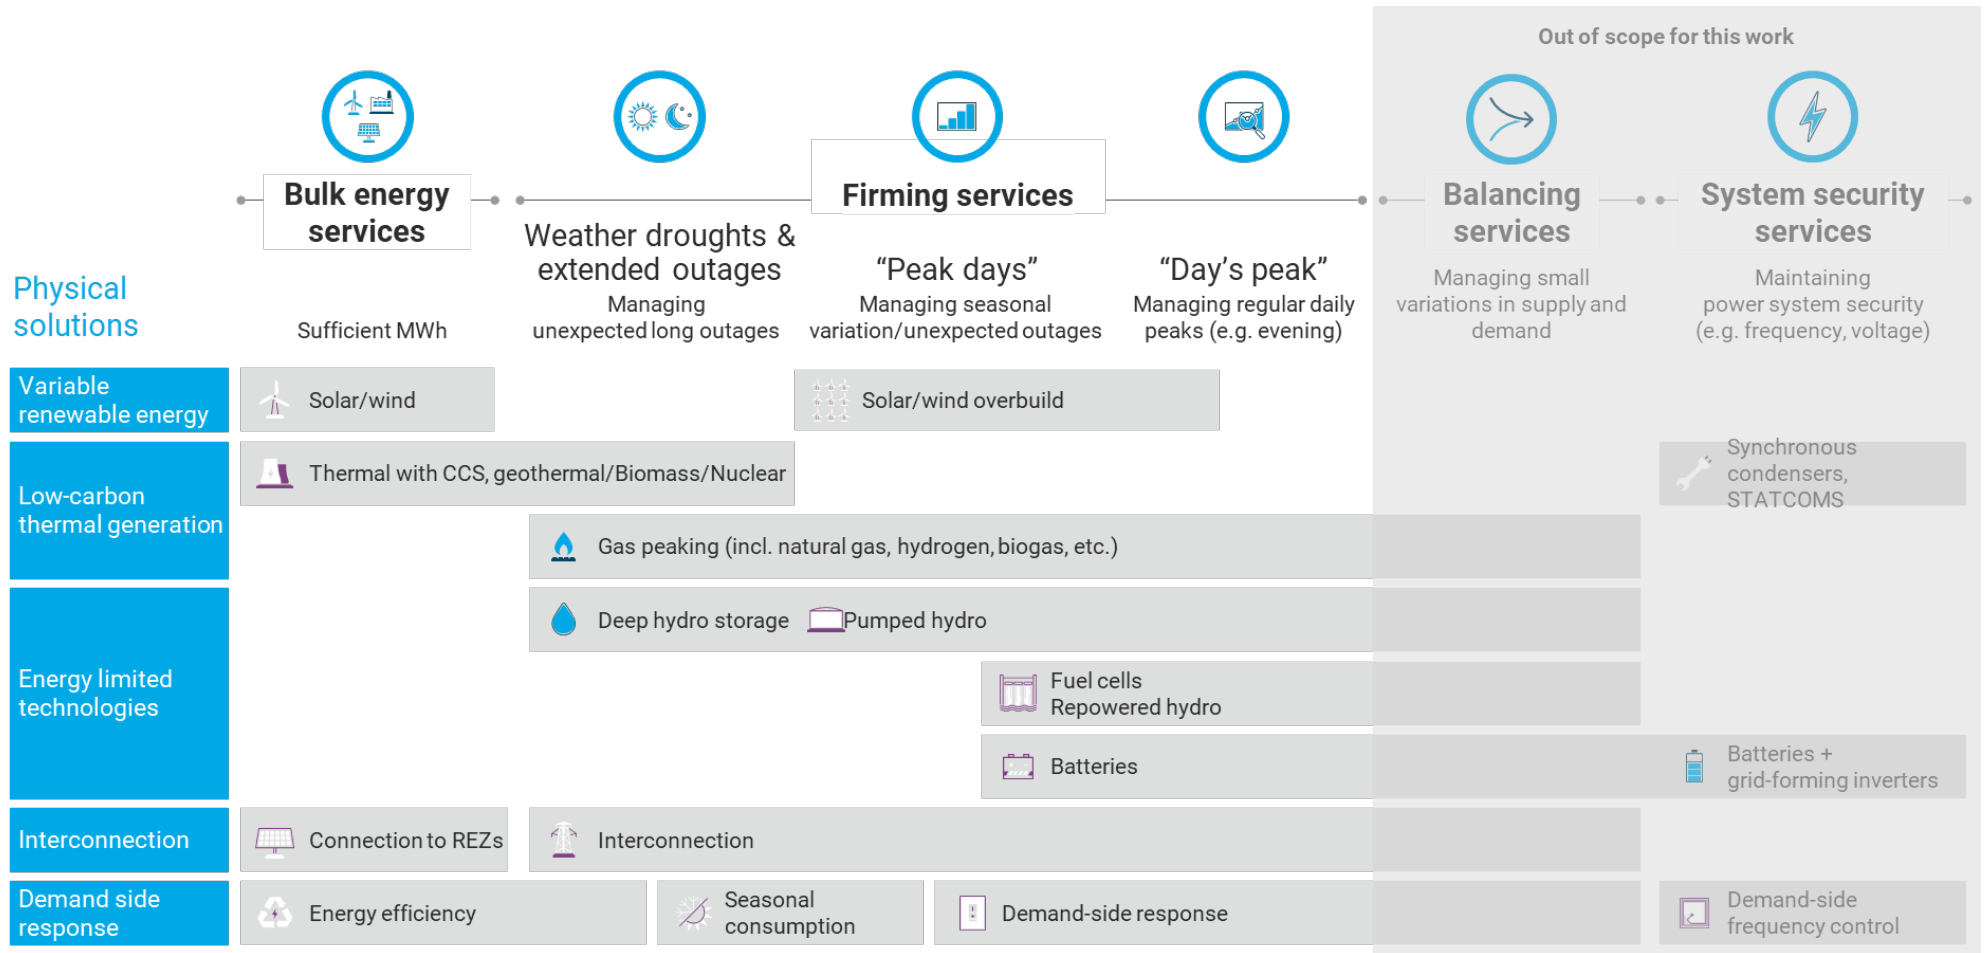 Out of scope for this work
Bulk energy
services
Firming services
Balancing
services
System security
services
Weather droughts &
extended outages
"Peak days"
"Day's peak"
Physical
solutions
Sufficient MWh
Managing
unexpected long outages
Managing seasonal
variation/unexpected outages
Managing regular daily
peaks (e.g. evening)
Managing small
variations in supply and
demand
Maintaining
power system security
(e.g. frequency, voltage)
Variable
renewable energy
Solar/wind
Solar/wind overbuild
Low-carbon
thermal generation
Thermal with CCS, geothermal/Biomass/Nuclear
Synchronous
condensers,
STATCOMS
Gas peaking (incl. natural gas, hydrogen, biogas, etc.)
Energy limited
technologies
Deep hydro storage
Pumped hydro
Fuel cells
Repowered hydro
Batteries
Batteries +
grid-forming inverters
Interconnection
Connection to REZs
Interconnection
Demand side
response
Energy efficiency
Seasonal
consumption
Demand-side response
Demand-side
frequency control